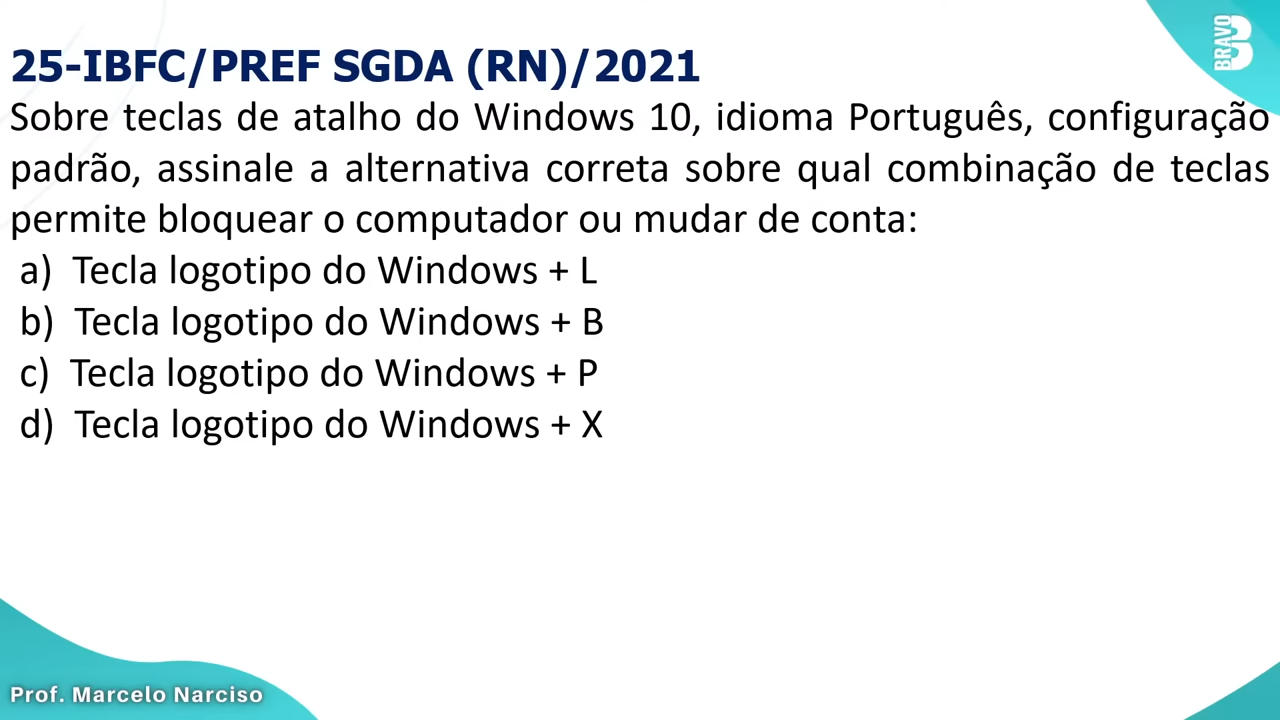 BRAVO
25-IBFC/PREF SGDA (RN)/2021
Sobre teclas de atalho do Windows 10, idioma Português, configuração
padrão, assinale a alternativa correta sobre qual combinação de teclas
permite bloquear o computador ou mudar de conta:
a) Tecla logotipo do Windows + L
b) Tecla logotipo do Windows + B
c) Tecla logotipo do Windows + P
d) Tecla logotipo do Windows + X
Prof. Marcelo Narciso